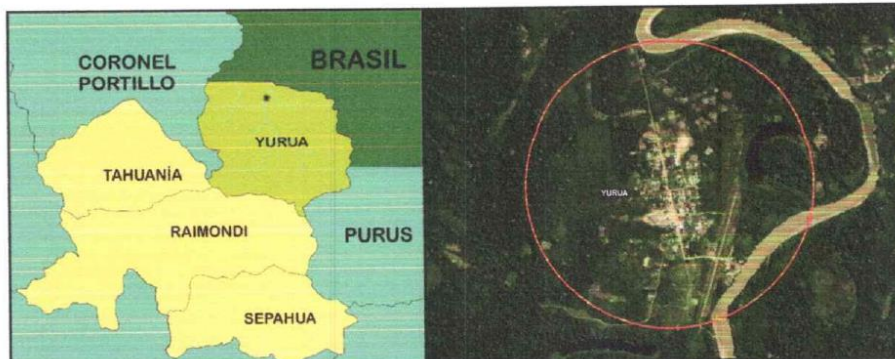 CORONEL
PORTILLO
BRASIL
YURUA
TAHUANÍA
RAIMONDI
PURUS
SEPAHUA
YURUA